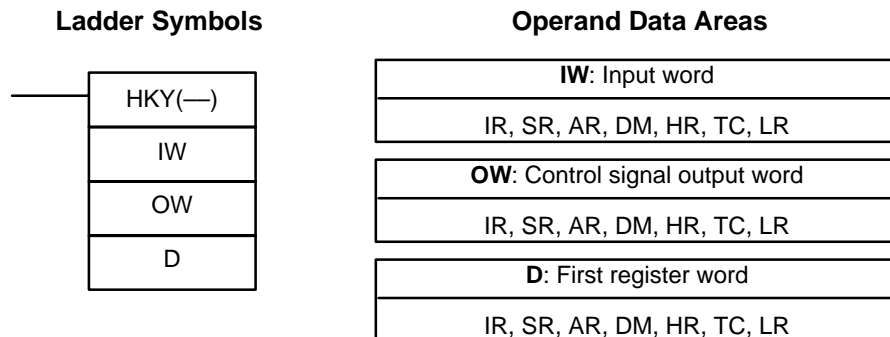 Ladder Symbols
HKY(––)
IW
OW
D
Operand Data Areas
IW: Input word
IR, SR, AR, DM, HR, TC, LR
OW: Control signal output word
IR, SR, AR, DM, HR, TC, LR
D: First register word
IR, SR, AR, DM, HR, TC, LR